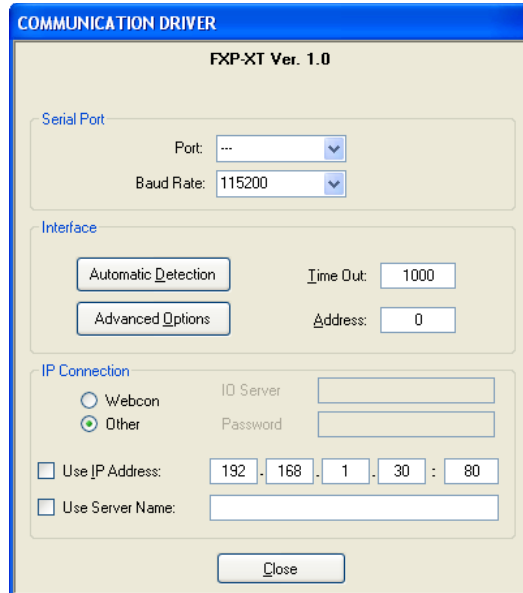 COMMUNICATION DRIVER
FXP-XT Ver. 1.0
Serial Port
Port: ---
Baud Rate: 115200
Interface
Automatic Detection Time Out: 1000
Advanced Options Address: 0
IP Connection
Webcon IO Server
Other Password
Use IP Address: 192 . 168 . 1 . 30 : 80
Use Server Name:
Close